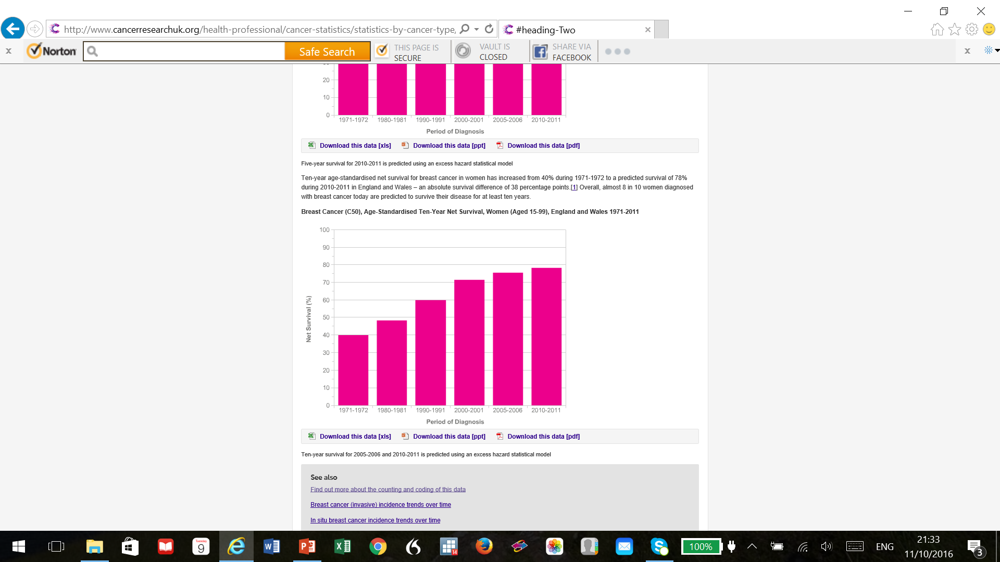 http://www.cancerresearchuk.org/health-professional/cancer-statistics/statistics-by-cancer-type,
#heading-Two
Norton
Safe Search
THIS PAGE IS
SECURE
VAULT IS
CLOSED
SHARE VIA
FACEBOOK
20
10
0
1971-1972 1980-1981 1990-1991 2000-2001 2005-2006 2010-2011
Period of Diagnosis
Download this data [xls] Download this data [ppt] Download this data [pdf]
Five-year survival for 2010-2011 is predicted using an excess hazard statistical model
Ten-year age-standardised net survival for breast cancer in women has increased from 40% during 1971-1972 to a predicted survival of 78%
during 2010-2011 in England and Wales – an absolute survival difference of 38 percentage points.[1] Overall, almost 8 in 10 women diagnosed
with breast cancer today are predicted to survive their disease for at least ten years.
Breast Cancer (C50), Age-Standardised Ten-Year Net Survival, Women (Aged 15-99), England and Wales 1971-2011
100
90
80
70
60
50
40
30
20
10
0
Net Survival (%)
1971-1972 1980-1981 1990-1991 2000-2001 2005-2006 2010-2011
Period of Diagnosis
Download this data [xls] Download this data [ppt] Download this data [pdf]
Ten-year survival for 2005-2006 and 2010-2011 is predicted using an excess hazard statistical model
See also
Find out more about the counting and coding of this data
Breast cancer (invasive) incidence trends over time
In situ breast cancer incidence trends over time
Tuesday
9
14
100%
ENG
21:33
11/10/2016
3